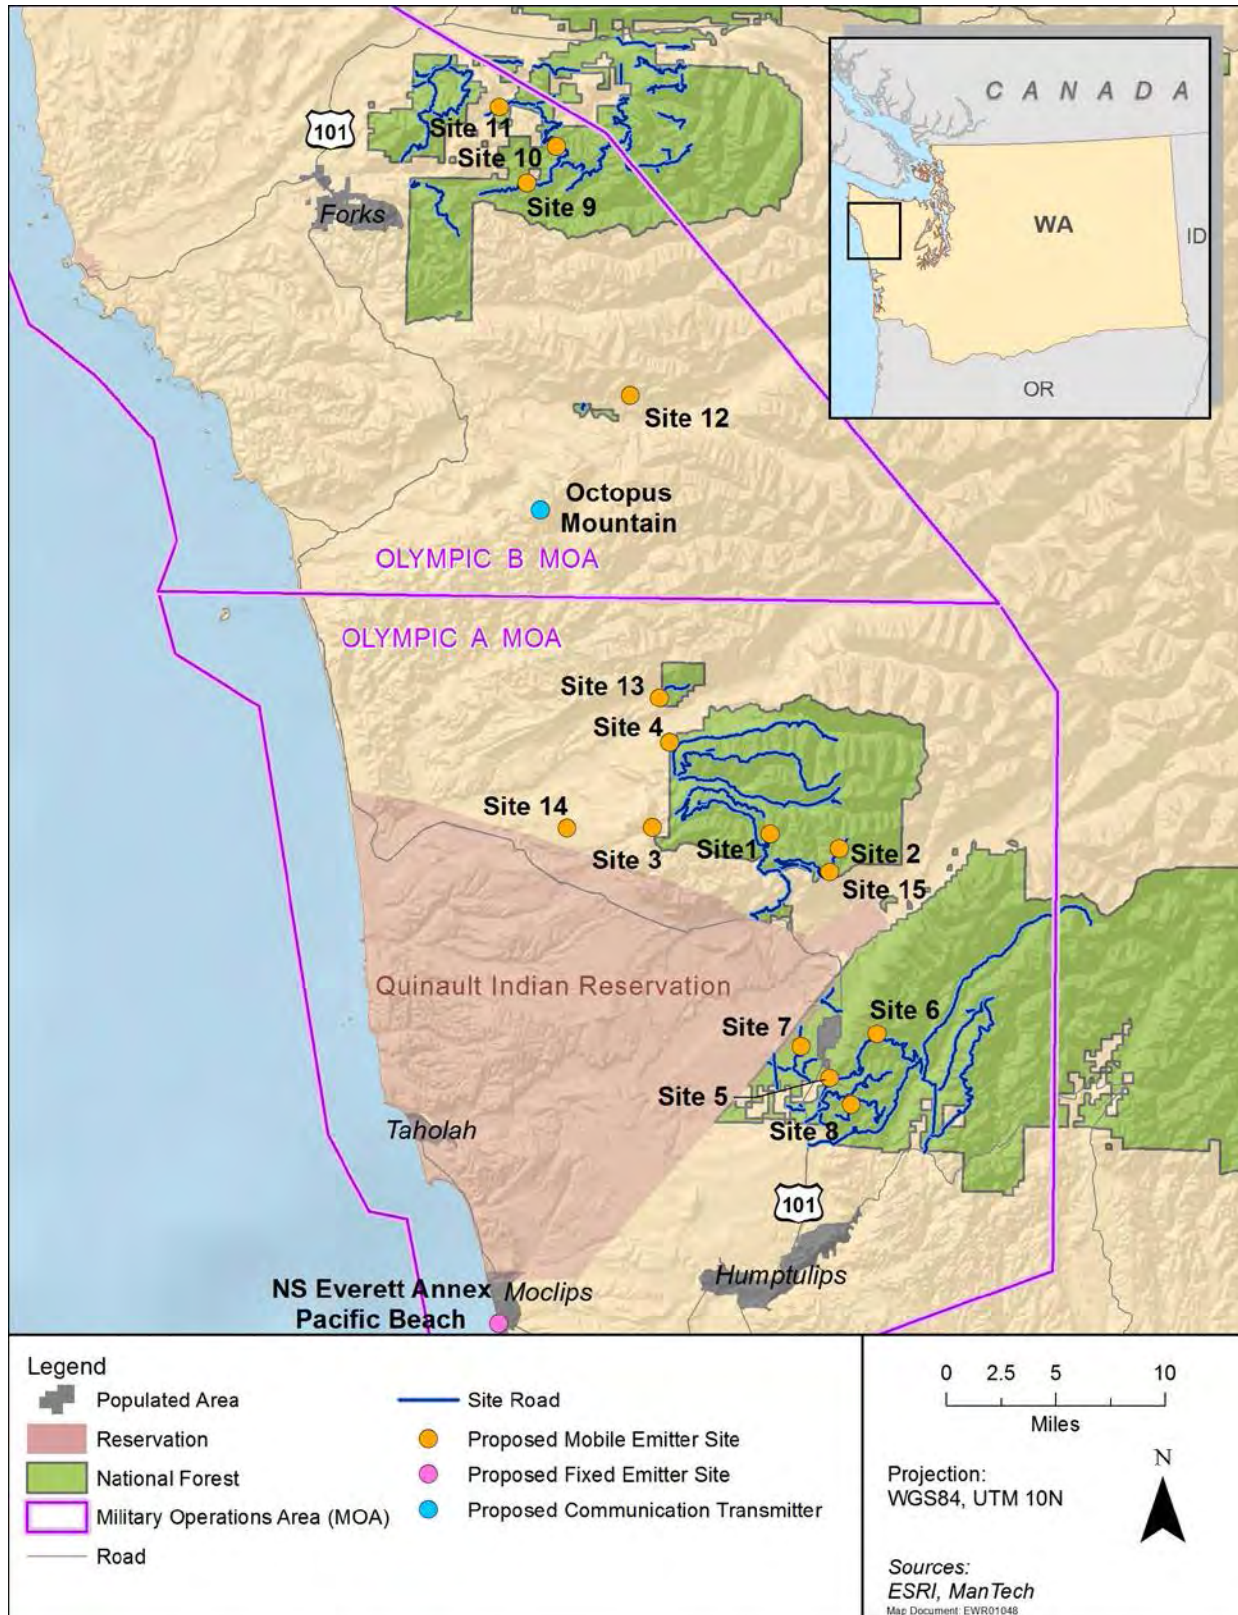 CANADA
WA
ID
OR
101
Site 11
Site 10
Site 9
Forks
Site 12
Octopus
Mountain
OLYMPIC B MOA
OLYMPIC A MOA
Site 13
Site 4
Site 14
Site 3
Site1
Site 2
Site 15
Quinault Indian Reservation
Site 6
Site 7
Site 5
Site 8
Taholah
101
Humptulips
NS Everett Annex
Pacific Beach
Moclips
Legend
Populated Area
Reservation
National Forest
Military Operations Area (MOA)
Road
Site Road
Proposed Mobile Emitter Site
Proposed Fixed Emitter Site
Proposed Communication Transmitter
0 2.5 5 10
Miles
Projection:
WGS84, UTM 10N
N
Sources:
ESRI, ManTech
Map Document: EWR01048